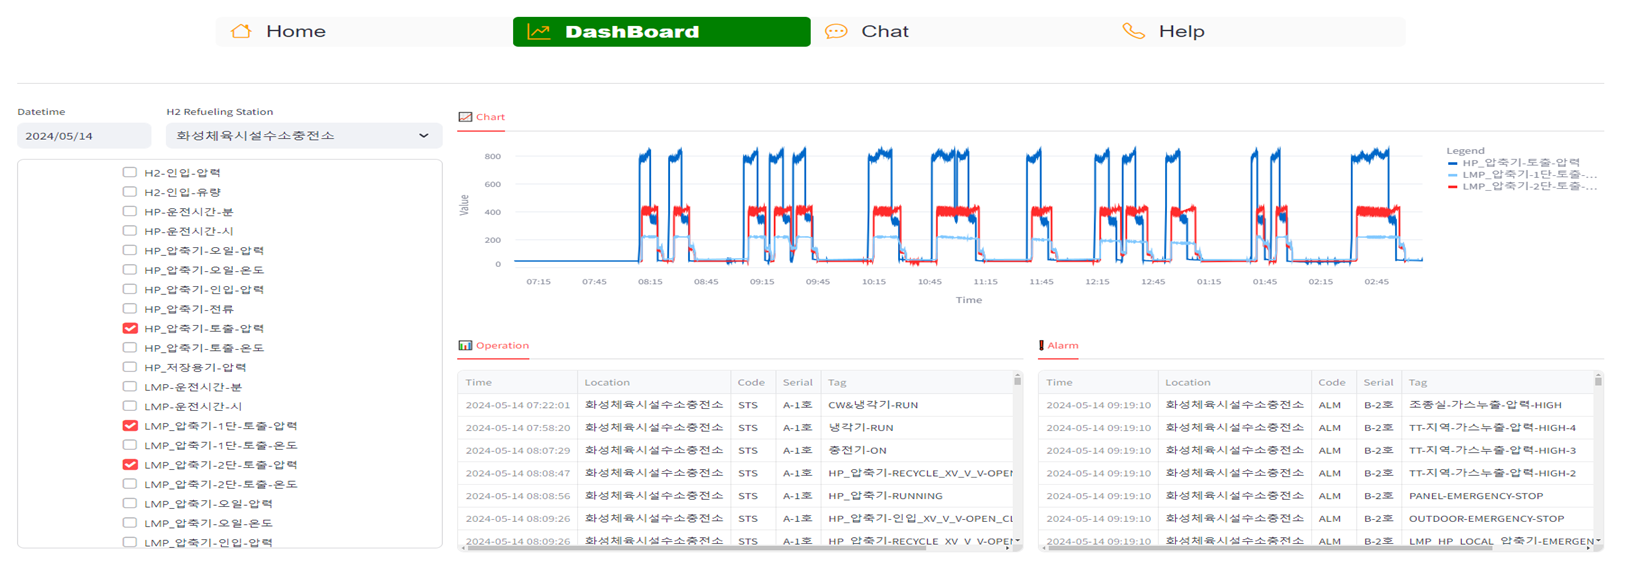 Home DashBoard Chat Help
Datetime H2 Refueling Station
2024/05/14 화성체육시설수소충전소
H2-인입-압력
H2-인입-유량
HP-운전시간-분
HP-운전시간-시
HP_압축기-오일-압력
HP_압축기-오일-온도
HP_압축기-인입-압력
HP_압축기-전류
HP_압축기-토출-압력
HP_압축기-토출-온도
HP_저장용기-압력
LMP-운전시간-분
LMP-운전시간-시
LMP_압축기-1단-토출-압력
LMP_압축기-1단-토출-온도
LMP_압축기-2단-토출-압력
LMP_압축기-2단-토출-온도
LMP_압축기-오일-압력
LMP_압축기-오일-온도
LMP_압축기-인입-압력
Chart
Value
800
600
400
200
0
07:15 07:45 08:15 08:45 09:15 09:45 10:15 10:45 11:15 11:45 12:15 12:45 01:15 01:45 02:15 02:45
Time
Legend
HP_압축기-토출-압력
LMP_압축기-1단-토출-...
LMP_압축기-2단-토출-...
Operation
Time Location Code Serial Tag
2024-05-14 07:22:01 화성체육시설수소충전소 STS A-1호 CW&냉각기-RUN
2024-05-14 07:58:20 화성체육시설수소충전소 STS A-1호 냉각기-RUN
2024-05-14 08:07:29 화성체육시설수소충전소 STS A-1호 충전기-ON
2024-05-14 08:08:47 화성체육시설수소충전소 STS A-1호 HP_압축기-RECYCLE_XV_V_V-OPEN
2024-05-14 08:08:56 화성체육시설수소충전소 STS A-1호 HP_압축기-RUNNING
2024-05-14 08:09:26 화성체육시설수소충전소 STS A-1호 HP_압축기-인입_XV_V_V-OPEN_CL
2024-05-14 08:09:26 화성체육시설수소충전소 STS A-1호 HP_압축기-RECYCLE_XV_V_V-OPEN
Alarm
Time Location Code Serial Tag
2024-05-14 09:19:10 화성체육시설수소충전소 ALM B-2호 조종실-가스누출-압력-HIGH
2024-05-14 09:19:10 화성체육시설수소충전소 ALM B-2호 TT-지역-가스누출-압력-HIGH-4
2024-05-14 09:19:10 화성체육시설수소충전소 ALM B-2호 TT-지역-가스누출-압력-HIGH-3
2024-05-14 09:19:10 화성체육시설수소충전소 ALM B-2호 TT-지역-가스누출-압력-HIGH-2
2024-05-14 09:19:10 화성체육시설수소충전소 ALM B-2호 PANEL-EMERGENCY-STOP
2024-05-14 09:19:10 화성체육시설수소충전소 ALM B-2호 OUTDOOR-EMERGENCY-STOP
2024-05-14 09:19:10 화성체육시설수소충전소 ALM B-2호 LMP_HP_LOCAL_압축기-EMERGEN